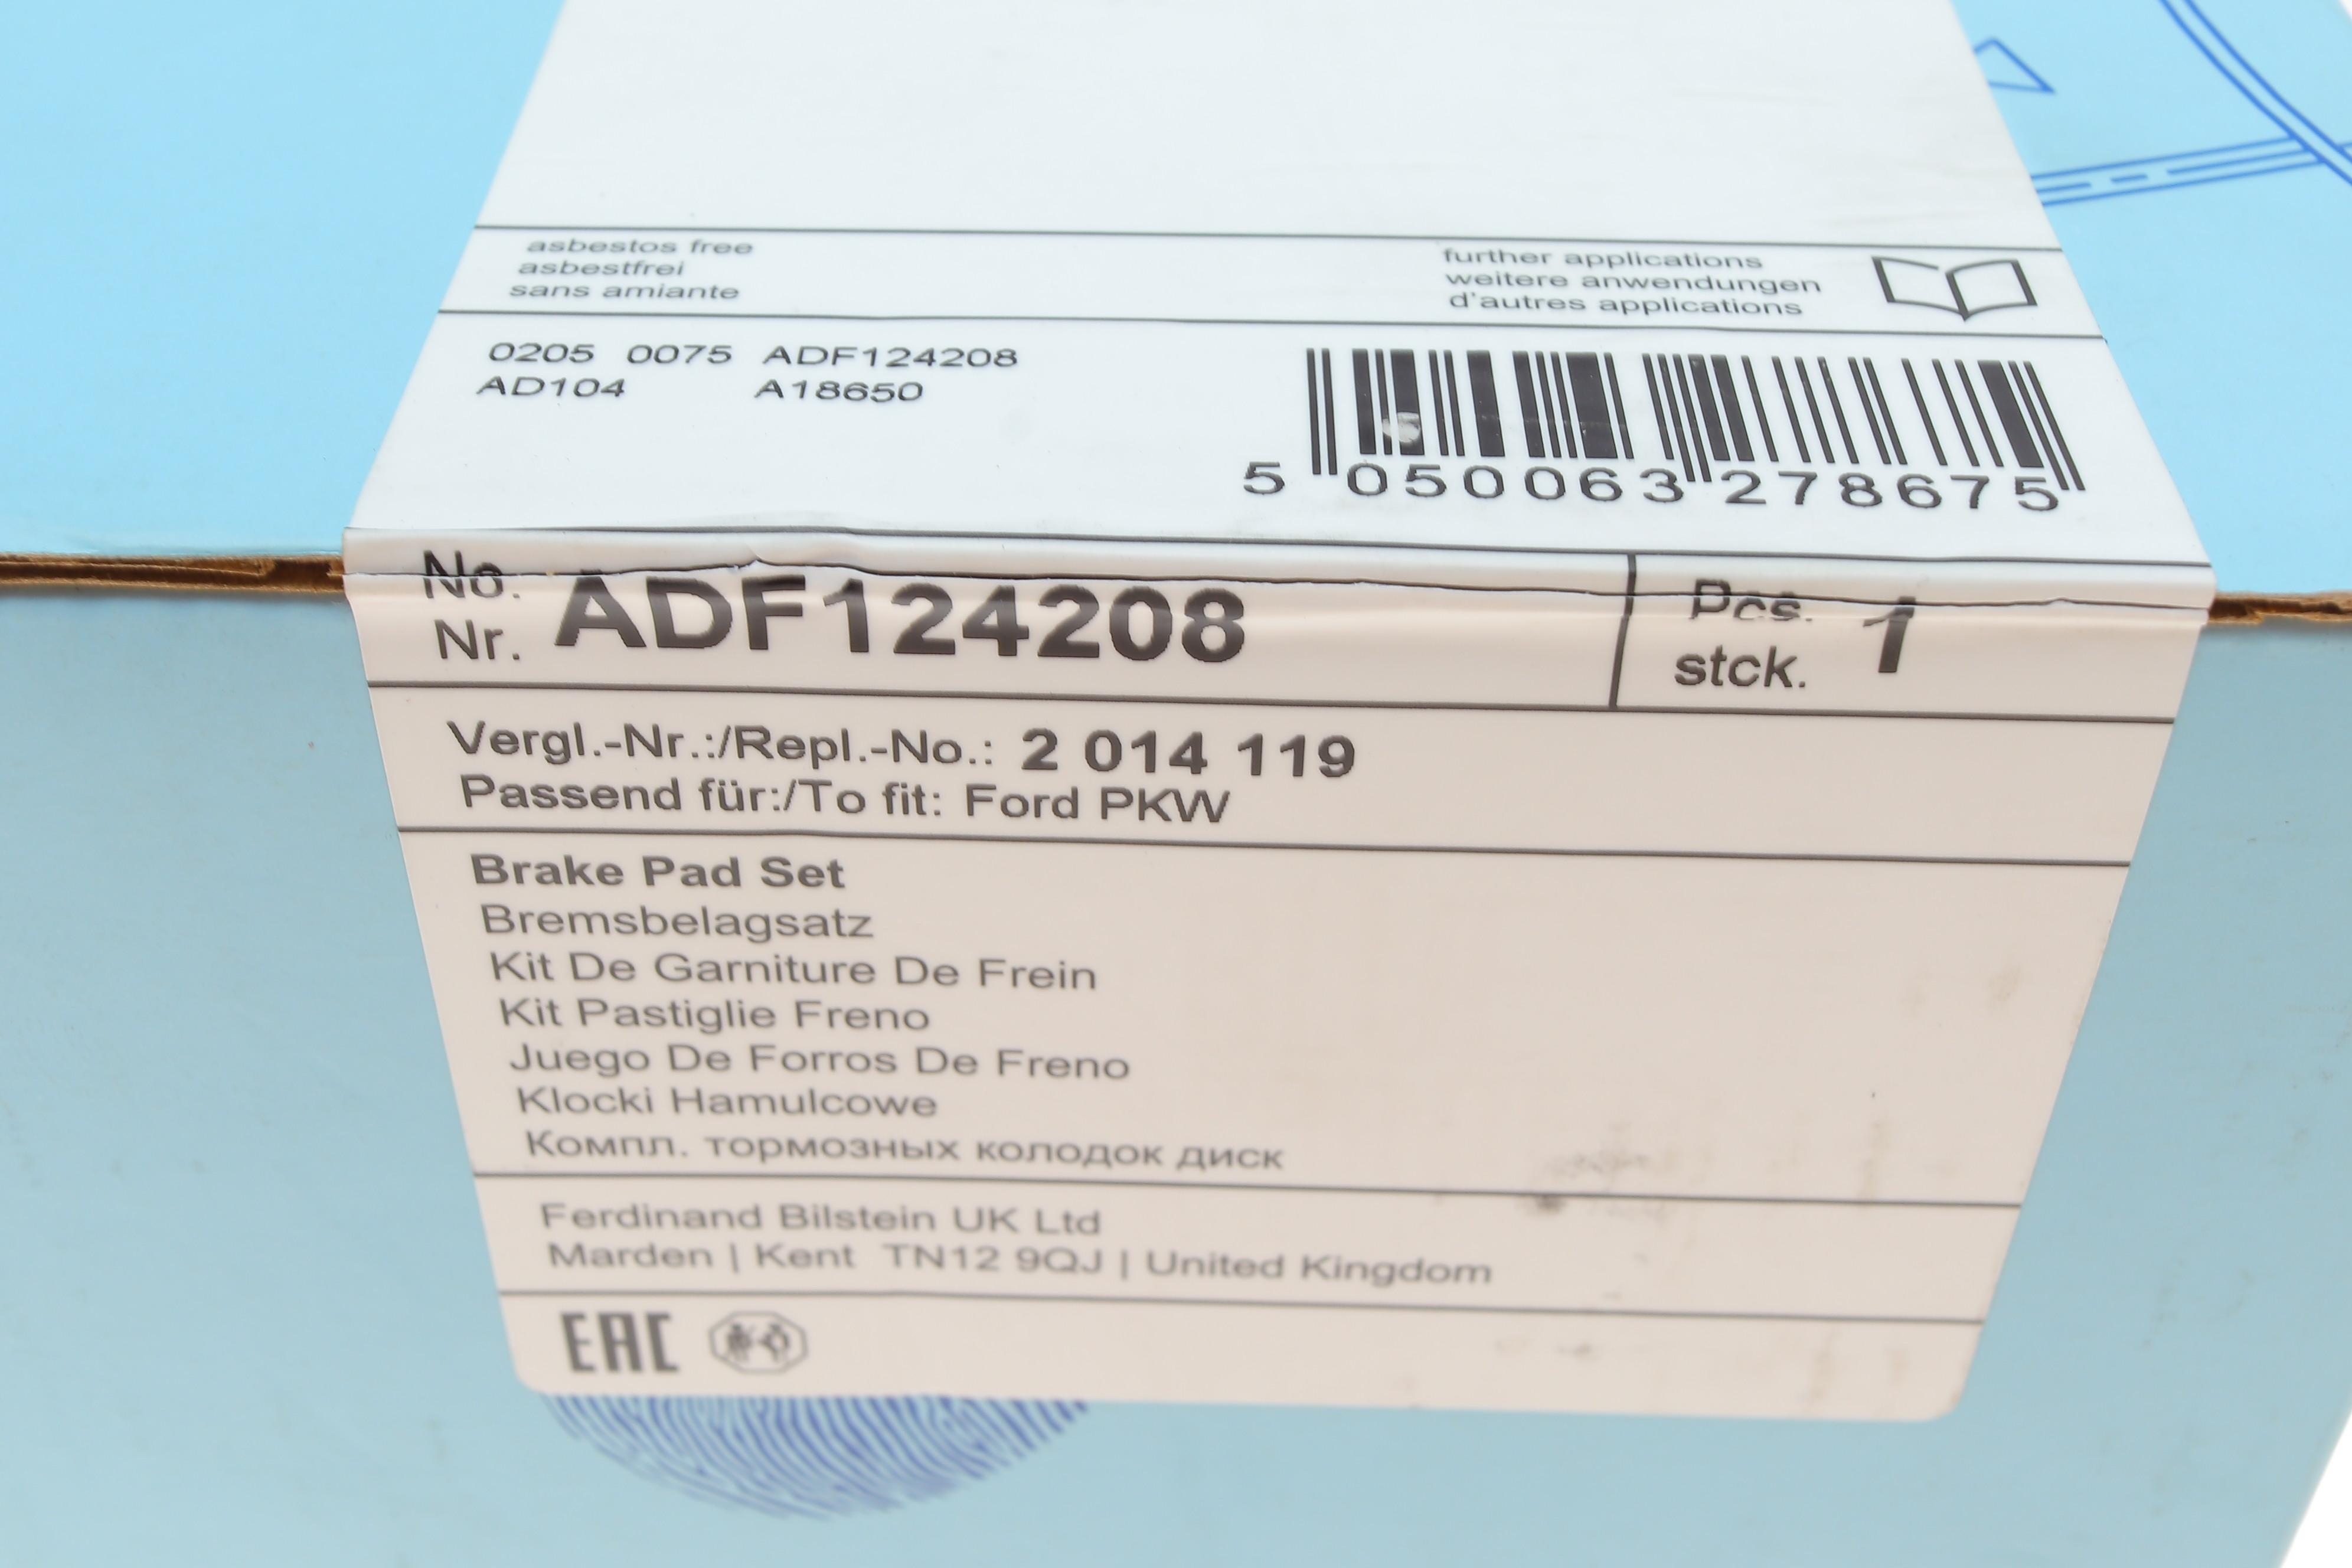 asbestos free
asbestfrei
sans amiante
further applications
weitere anwendungen
d'autres applications
0205 0075 ADF124208
AD104 A18650
5 050063 278675
No.
Nr. ADF124208
Pcs.
stck. 1
Vergl.-Nr.:/Repl.-No.: 2 014 119
Passend für:/To fit: Ford PKW
Brake Pad Set
Bremsbelagsatz
Kit De Garniture De Frein
Kit Pastiglie Freno
Juego De Forros De Freno
Klocki Hamulcowe
Компл. тормозных колодок диск
Ferdinand Bilstein UK Ltd
Marden | Kent TN12 9QJ | United Kingdom
EAC